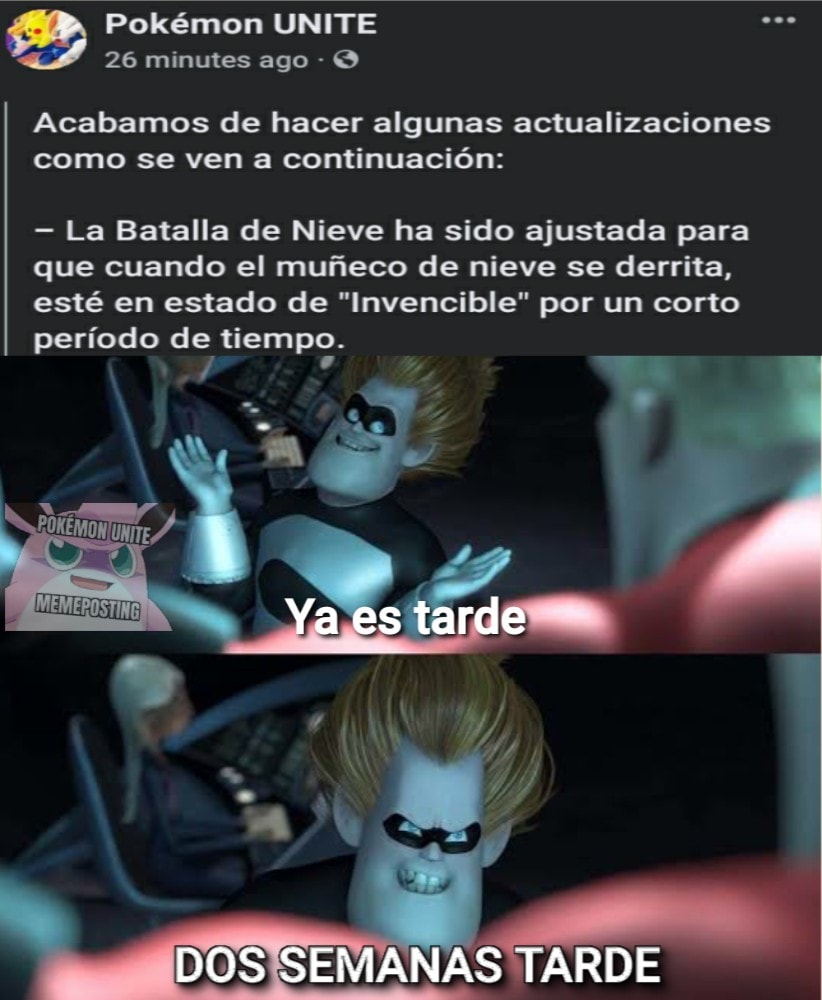 Pokémon UNITE
26 minutes ago ·
Acabamos de hacer algunas actualizaciones
como se ven a continuación:
– La Batalla de Nieve ha sido ajustada para
que cuando el muñeco de nieve se derrita,
esté en estado de "Invencible" por un corto
período de tiempo.
POKÉMON UNITE
MEMEPOSTING
Ya es tarde
DOS SEMANAS TARDE